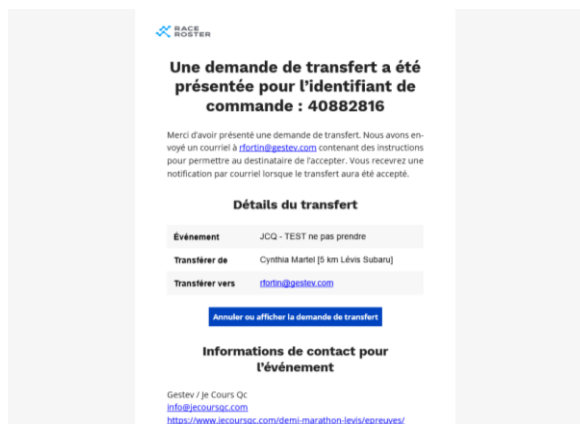 RACE
ROSTER
Une demande de transfert a été
présentée pour l'identifiant de
commande : 40882816
Merci d'avoir présenté une demande de transfert. Nous avons en-
voyé un courriel à rfortin@gestev.com contenant des instructions
pour permettre au destinataire de l'accepter. Vous recevrez une
notification par courriel lorsque le transfert aura été accepté.
Détails du transfert
Événement JCQ - TEST ne pas prendre
Transférer de Cynthia Martel [5 km Lévis Subaru]
Transférer vers rfortin@gestev.com
Annuler ou afficher la demande de transfert
Informations de contact pour
l'événement
Gestev / Je Cours Qc
info@jecoursqc.com
https://www.jecoursqc.com/demi-marathon-levis/epreuves/